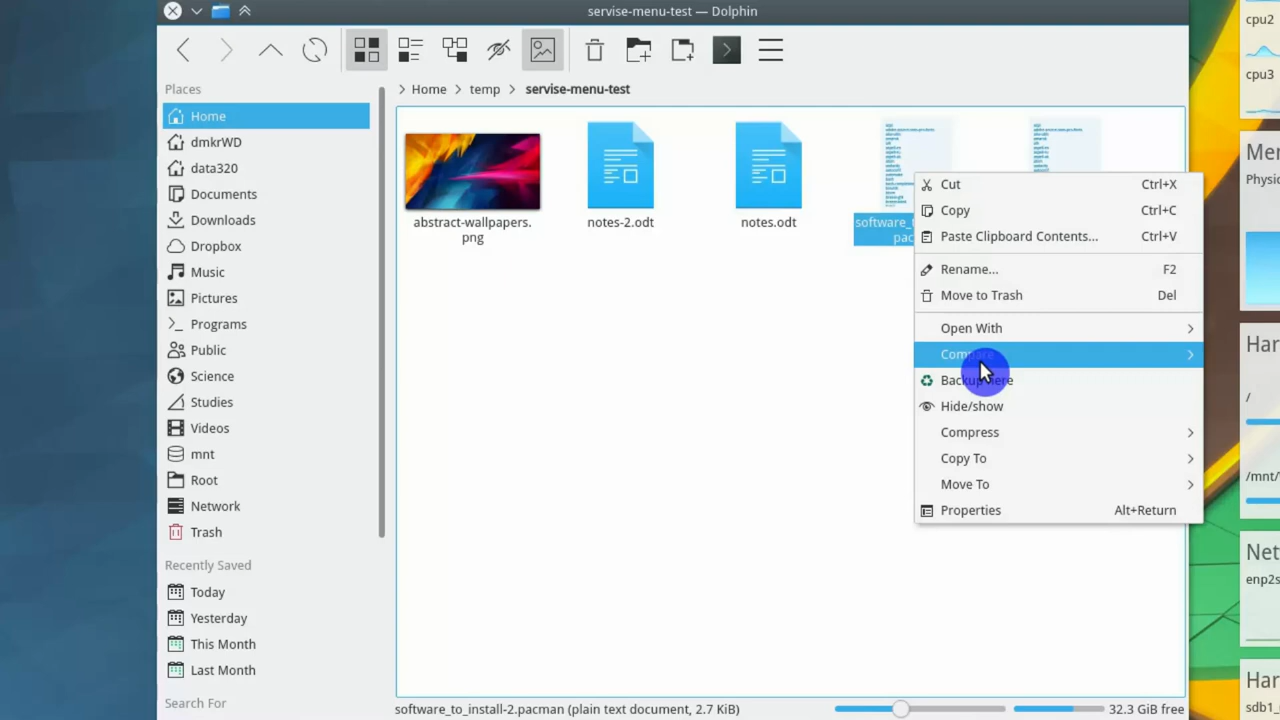 servise-menu-test — Dolphin
Places
Home
dmkrWD
data320
Documents
Downloads
Dropbox
Music
Pictures
Programs
Public
Science
Studies
Videos
mnt
Root
Network
Trash
Recently Saved
Today
Yesterday
This Month
Last Month
Search For
Home temp servise-menu-test
abstract-wallpapers.
png
notes-2.odt
notes.odt
software_
pac
Cut Ctrl+X
Copy Ctrl+C
Paste Clipboard Contents... Ctrl+V
Rename... F2
Move to Trash Del
Open With
Compare
Backup here
Hide/show
Compress
Copy To
Move To
Properties Alt+Return
software_to_install-2.pacman (plain text document, 2.7 KiB)
32.3 GiB free
cpu2
cpu3
Physic
Har
/
/mnt/
Net
enp2s
Har
sdb1_